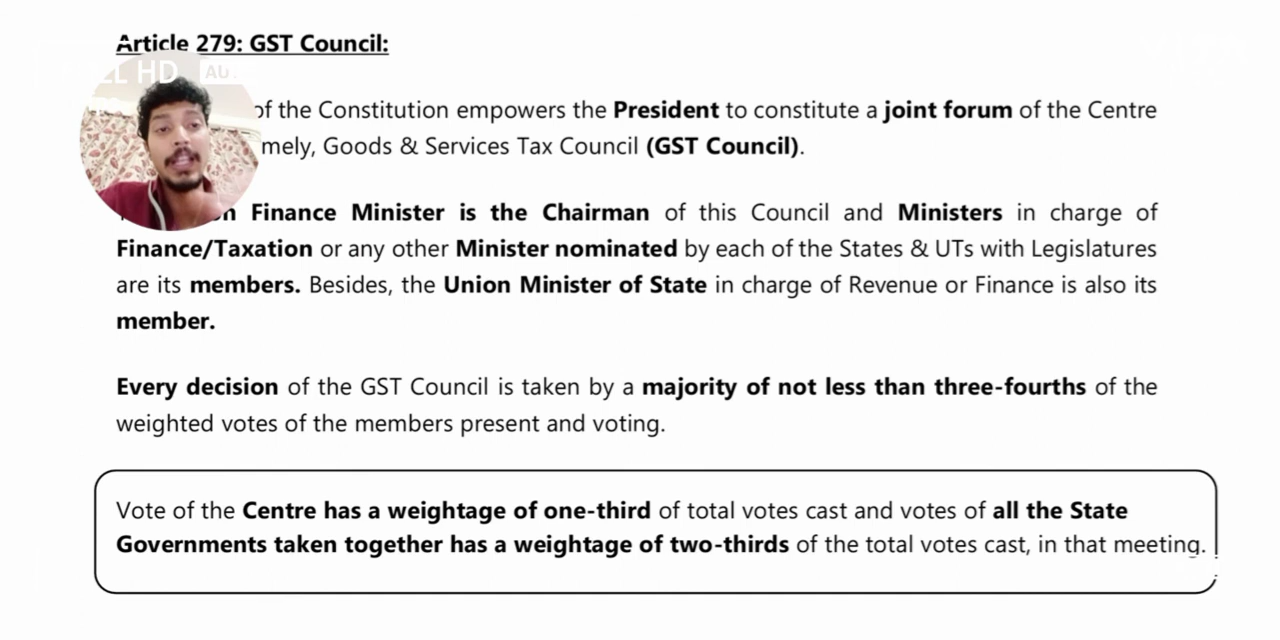 Article 279: GST Council:
LL HD AU
of the Constitution empowers the President to constitute a joint forum of the Centre
mely, Goods & Services Tax Council (GST Council).
n Finance Minister is the Chairman of this Council and Ministers in charge of
Finance/Taxation or any other Minister nominated by each of the States & UTs with Legislatures
are its members. Besides, the Union Minister of State in charge of Revenue or Finance is also its
member.
Every decision of the GST Council is taken by a majority of not less than three-fourths of the
weighted votes of the members present and voting.
Vote of the Centre has a weightage of one-third of total votes cast and votes of all the State
Governments taken together has a weightage of two-thirds of the total votes cast, in that meeting.